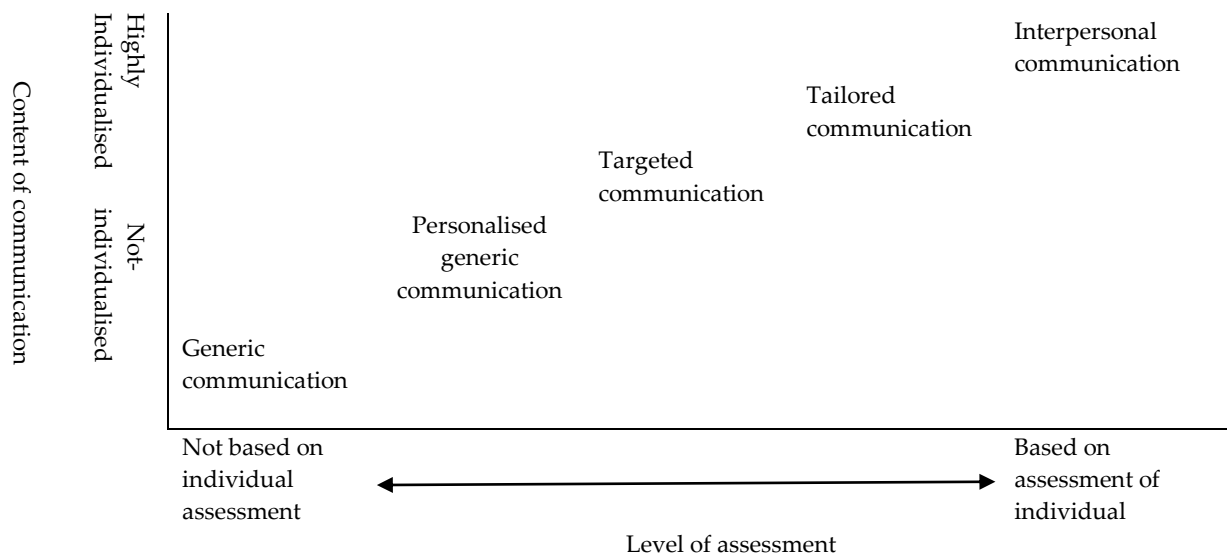 Content of communication
Highly
Individualised
Not-
individualised
Interpersonal
communication
Tailored
communication
Targeted
communication
Personalised
generic
communication
Generic
communication
Not based on
individual
assessment
Based on
assessment of
individual
Level of assessment